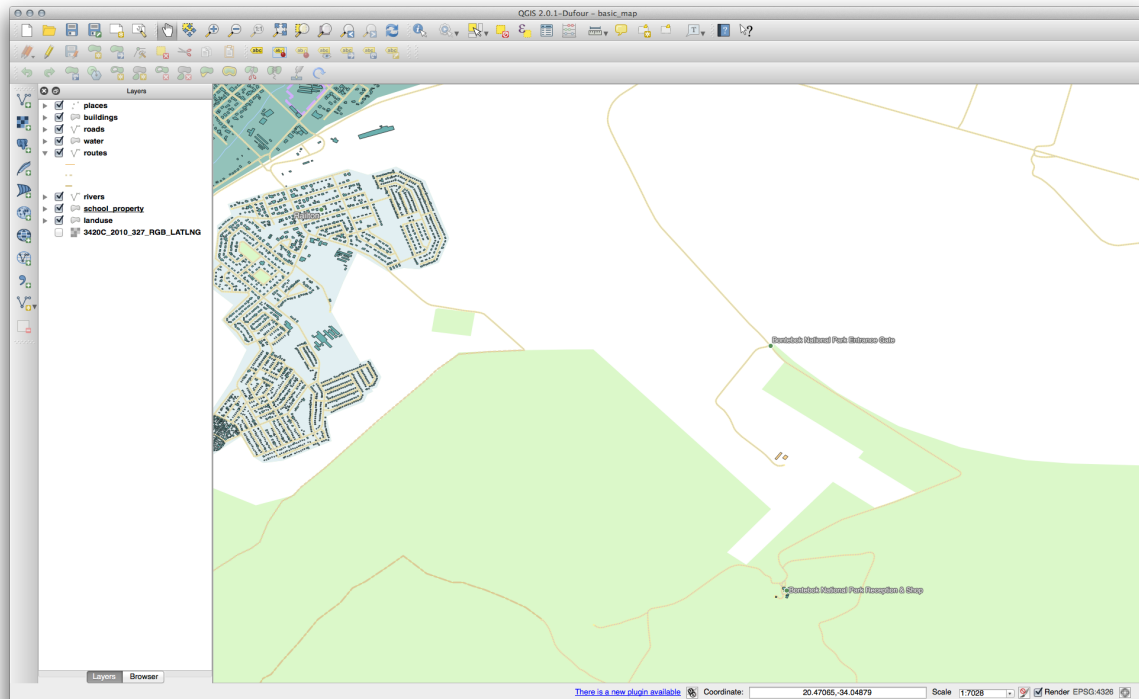 QGIS 2.0.1-Dufour - basic_map
Layers
places
buildings
roads
water
routes
rivers
school_property
landuse
3420C_2010_327_RGB_LATLNG
Railton
Bontebok National Park Entrance Gate
Bontebok National Park Reception & Shop
Layers
Browser
There is a new plugin available
Coordinate:
20.47065,-34.04879
Scale
1:7028
Render
EPSG:4326